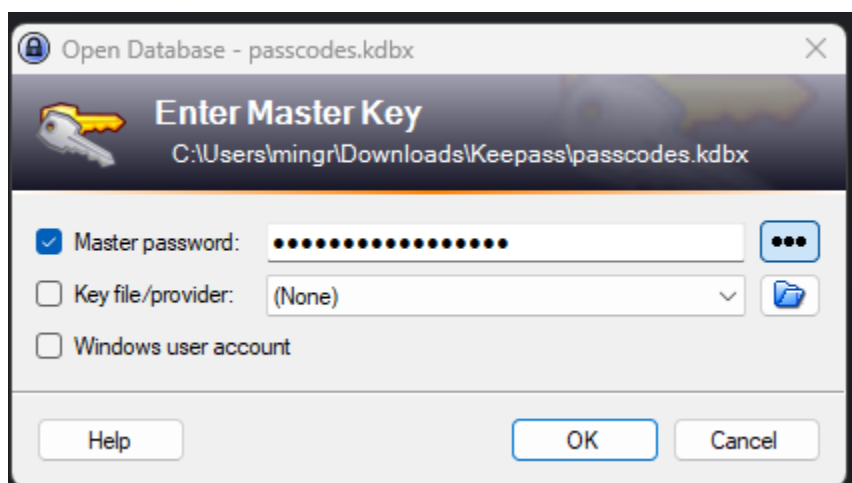 Open Database - passcodes.kdbx
Enter Master Key
C:\Users\mingr\Downloads\Keepass\passcodes.kdbx
Master password: •••••••••••••••••
Key file/provider: (None)
Windows user account
Help OK Cancel